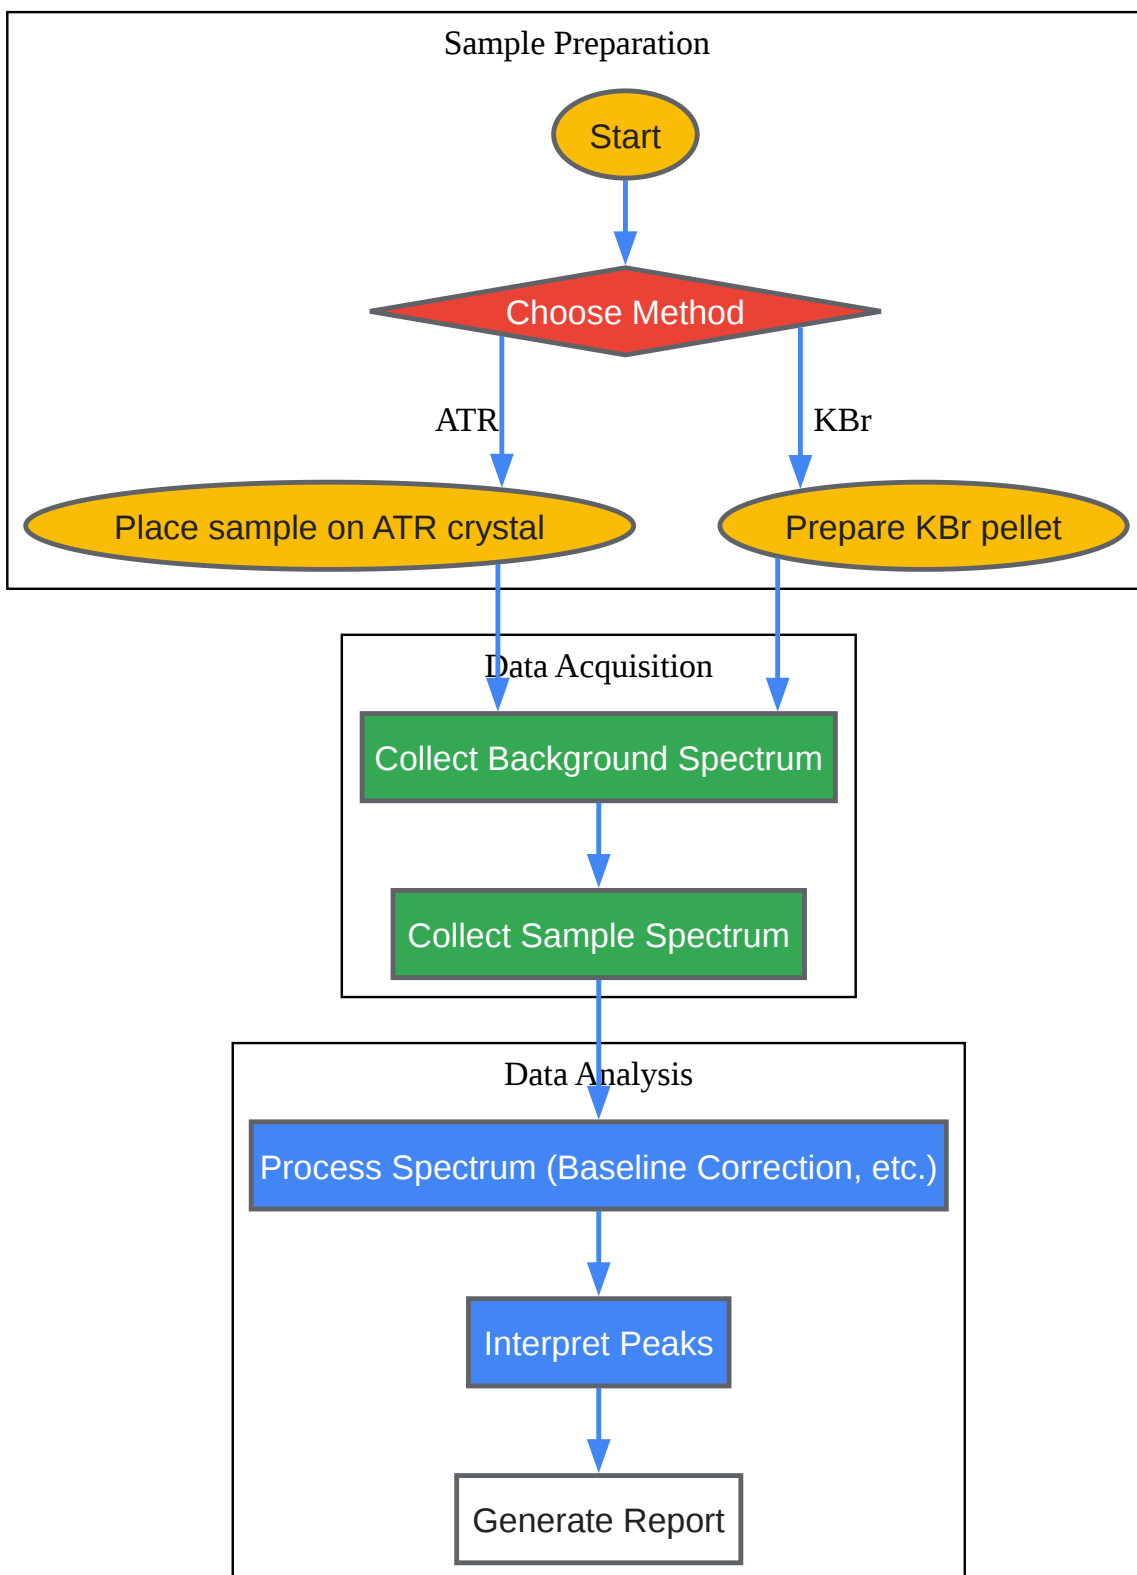 Sample Preparation
Start
Choose Method
ATR
KBr
Place sample on ATR crystal
Prepare KBr pellet
Data Acquisition
Collect Background Spectrum
Collect Sample Spectrum
Data Analysis
Process Spectrum (Baseline Correction, etc.)
Interpret Peaks
Generate Report